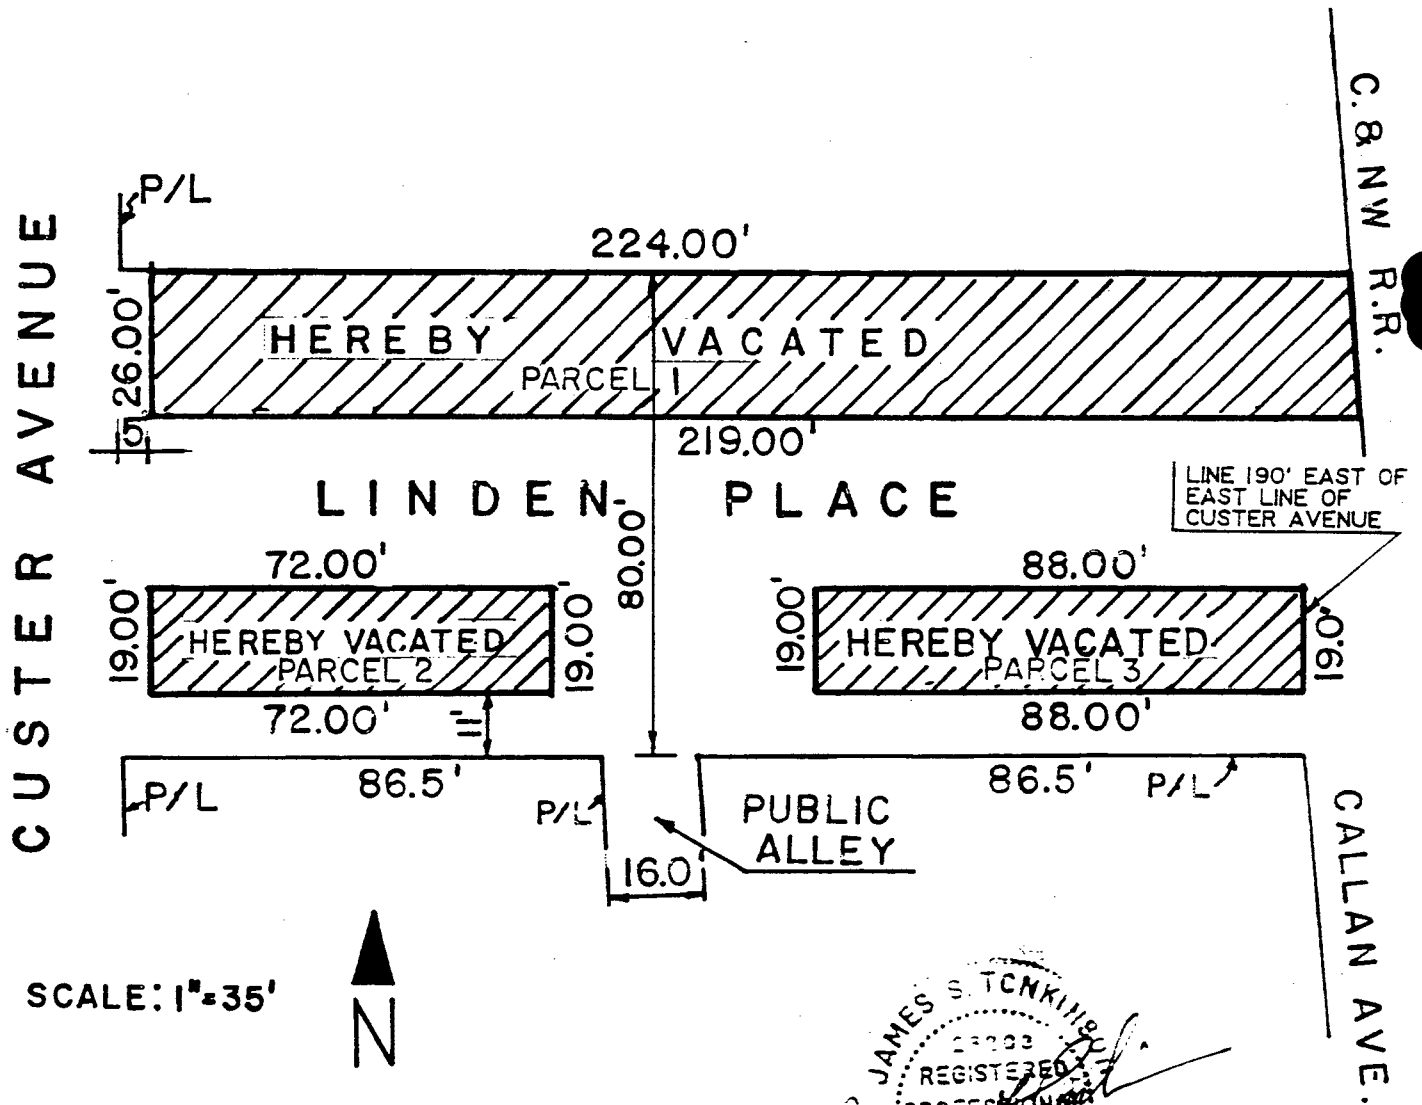 C. & NW R.R.
P/L
CUSTER AVENUE
224.00'
26.00'
HEREBY VACATED
PARCEL 1
5'
219.00'
LINDEN PLACE
LINE 190' EAST OF
EAST LINE OF
CUSTER AVENUE
80.00'
72.00'
88.00'
19.00'
HEREBY VACATED
PARCEL 2
19.00'
19.00'
HEREBY VACATED
PARCEL 3
19.0'
72.00'
11'
88.00'
86.5'
86.5'
P/L
P/L
P/L
PUBLIC
ALLEY
16.0
CALLAN AVE.
SCALE: 1"=35'
N
JAMES S.
REGISTERED